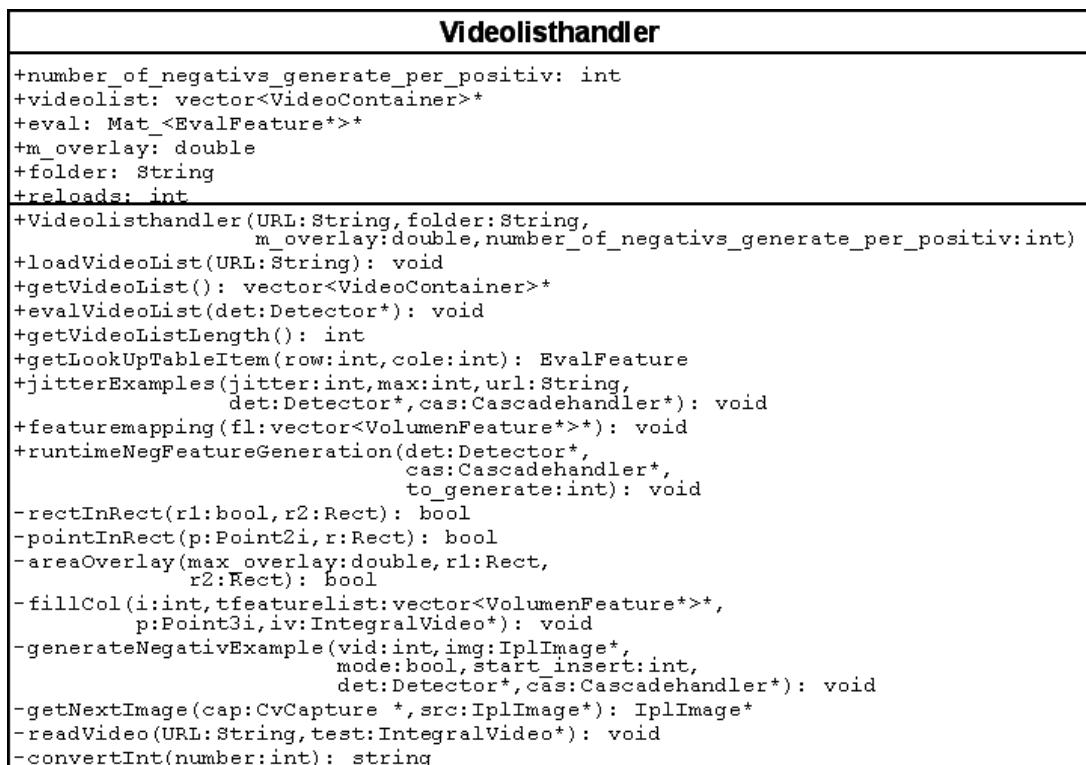 Videolisthandler
+number_of_negativs_generate_per_positiv: int
+videolist: vector<VideoContainer>*
+eval: Mat_<EvalFeature*>*
+m_overlay: double
+folder: String
+reloads: int
+Videolisthandler(URL:String,folder:String,
m_overlay:double,number_of_negativs_generate_per_positiv:int)
+loadVideoList(URL:String): void
+getVideoList(): vector<VideoContainer>*
+evalVideoList(det:Detector*): void
+getVideoListLength(): int
+getLookUpTableItem(row:int,cole:int): EvalFeature
+jitterExamples(jitter:int,max:int,url:String,
det:Detector*,cas:Cascadehandler*): void
+featuremapping(fl:vector<VolumenFeature*>*): void
+runtimeNegFeatureGeneration(det:Detector*,
cas:Cascadehandler*,
to_generate:int): void
-rectInRect(r1:bool,r2:Rect): bool
-pointInRect(p:Point2i,r:Rect): bool
-areaOverlay(max_overlay:double,r1:Rect,
r2:Rect): bool
-fillCol(i:int,tfeaturelist:vector<VolumenFeature*>*,
p:Point3i,iv:IntegralVideo*): void
-generateNegativExample(vid:int,img:IplImage*,
mode:bool,start_insert:int,
det:Detector*,cas:Cascadehandler*): void
-getNextImage(cap:CvCapture *,src:IplImage*): IplImage*
-readVideo(URL:String,test:IntegralVideo*): void
-convertInt(number:int): string